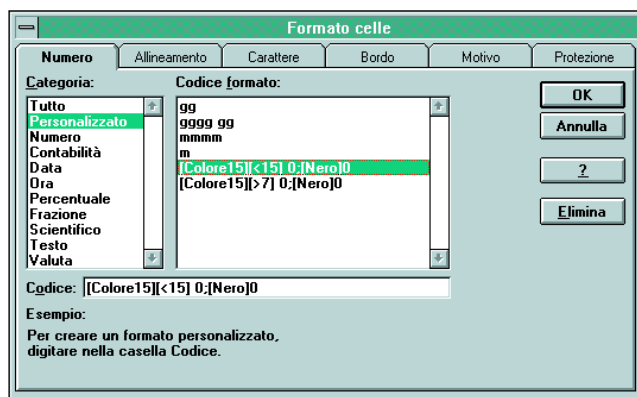 Formato celle
Numero Allineamento Carattere Bordo Motivo Protezione
Categoria: Codice formato:
Tutto
Personalizzato
Numero
Contabilità
Data
Ora
Percentuale
Frazione
Scientifico
Testo
Valuta
gg
gggg gg
mmmm
m
[Colore15][<15] 0;[Nero]0
[Colore15][>7] 0;[Nero]0
OK
Annulla
?
Elimina
Codice: [Colore15][<15] 0;[Nero]0
Esempio:
Per creare un formato personalizzato,
digitare nella casella Codice.